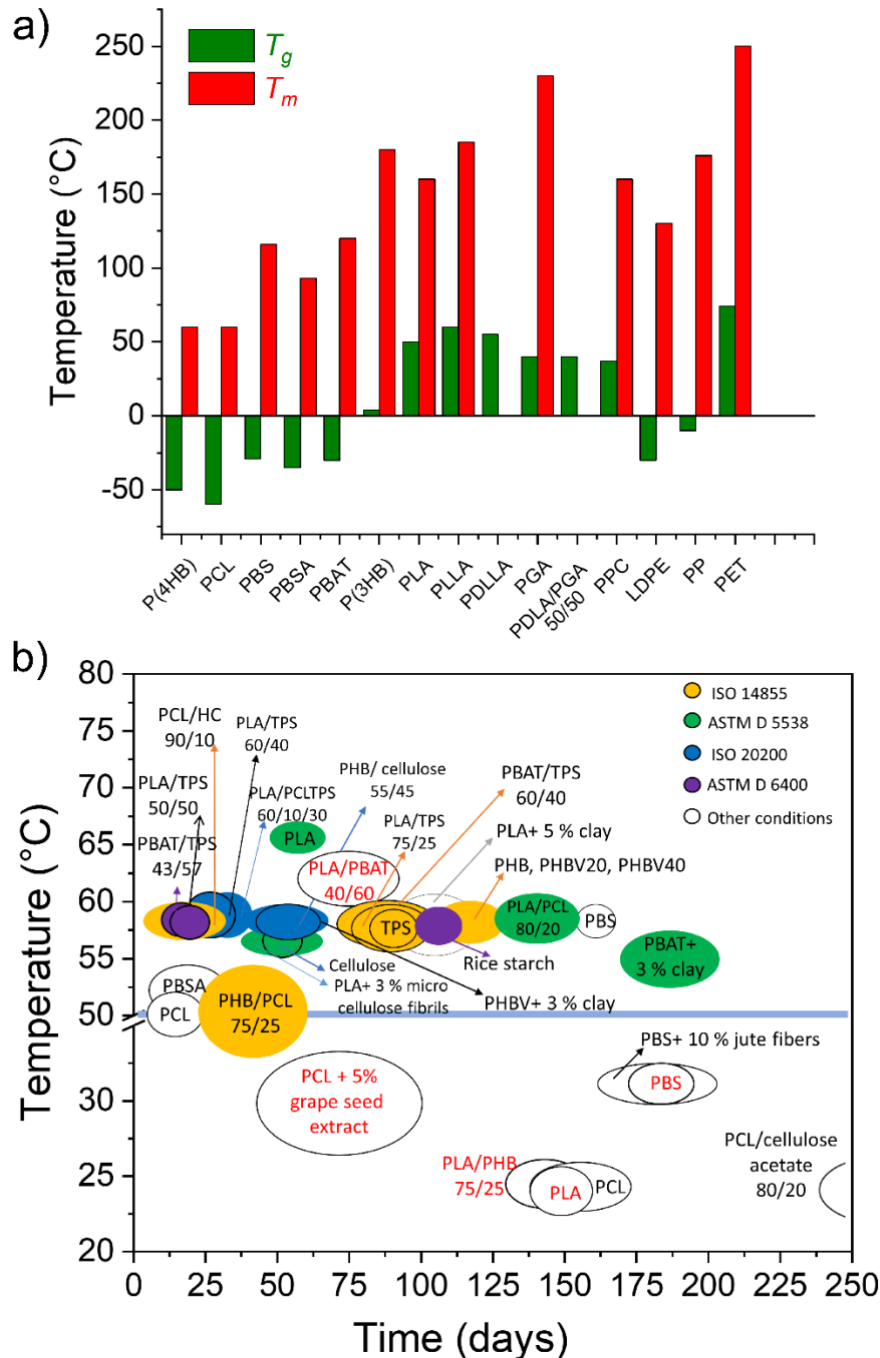 a)
T_g
T_m
Temperature (°C)
250
200
150
100
50
0
-50
P(4HB)
PCL
PBS
PBSA
PBAT
P(3HB)
PLA
PLLA
PDLLA
PGA
PDLA/PGA
50/50
PPC
LDPE
PP
PET
b)
Temperature (°C)
80
75
70
65
60
55
50
30
25
20
ISO 14855
ASTM D 5538
ISO 20200
ASTM D 6400
Other conditions
PCL/HC
90/10
PLA/TPS
60/40
PLA/TPS
50/50
PBAT/TPS
43/57
PLA/PCLTPS
60/10/30
PLA
PHB/ cellulose
55/45
PLA/PBAT
40/60
PLA/TPS
75/25
PBAT/TPS
60/40
PLA+ 5 % clay
PHB, PHBV20, PHBV40
TPS
PLA/PCL
80/20
PBS
PBAT+
3 % clay
Rice starch
Cellulose
PLA+ 3 % micro
cellulose fibrils
PHBV+ 3 % clay
PBSA
PCL
PHB/PCL
75/25
PBS+ 10 % jute fibers
PBS
PCL + 5%
grape seed
extract
PLA/PHB
75/25
PLA
PCL
PCL/cellulose
acetate
80/20
0
25
50
75
100
125
150
175
200
225
250
Time (days)